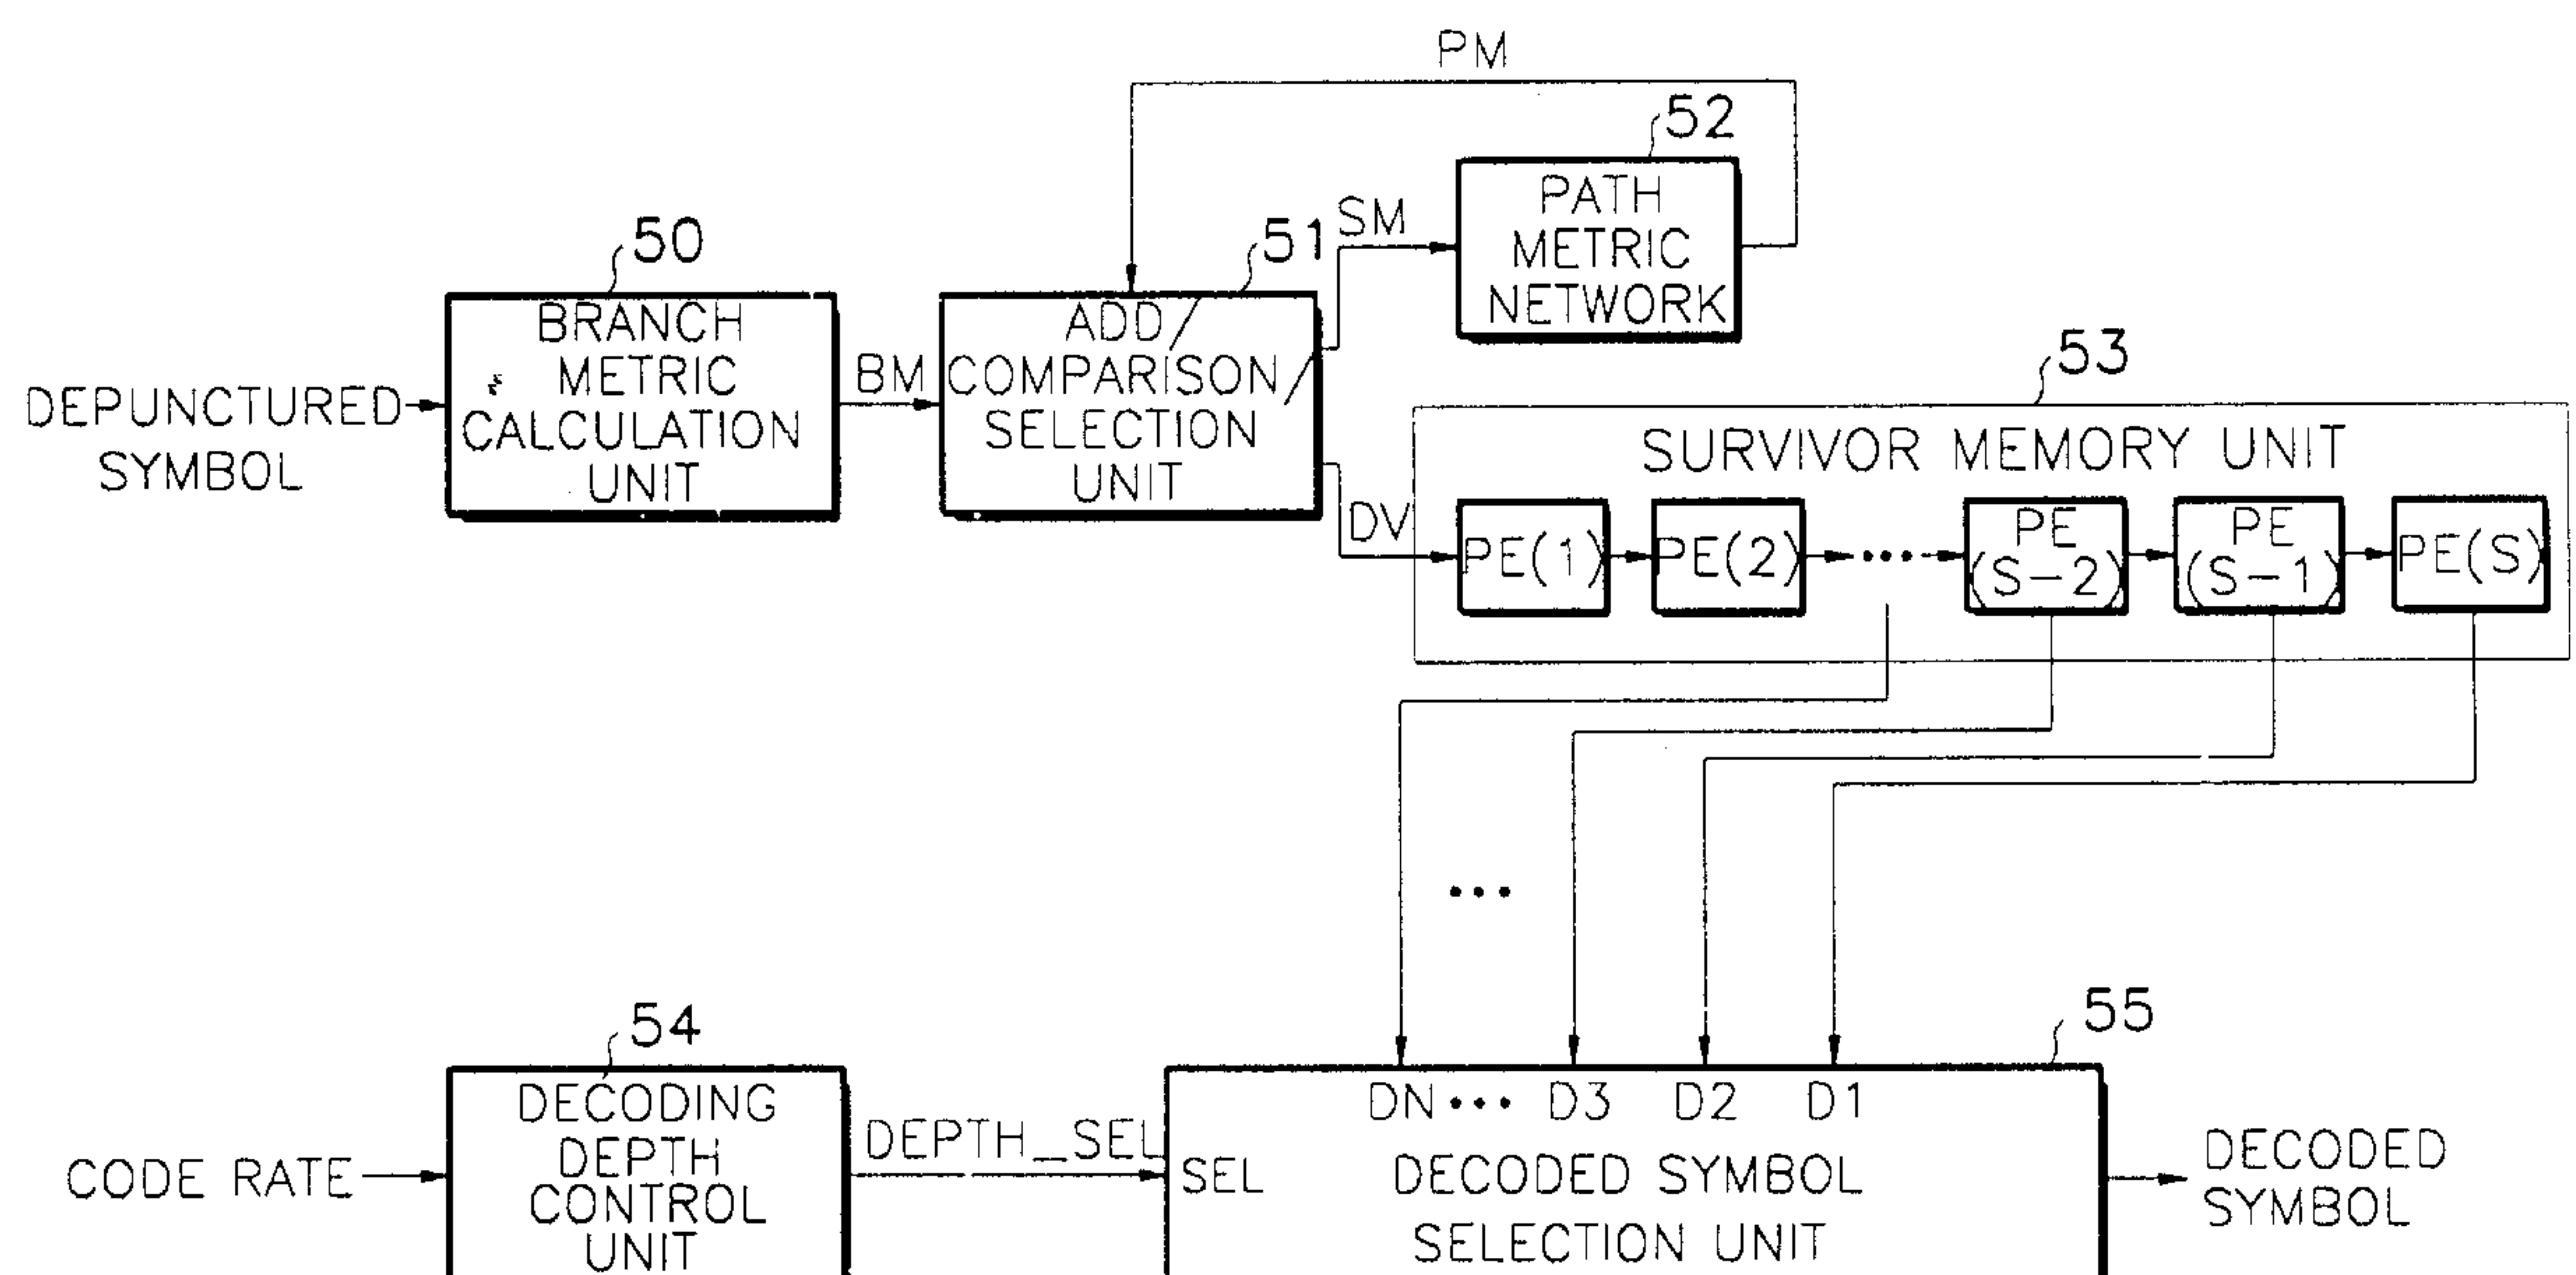 PM
52
PATH
METRIC
NETWORK
SM
50
51
BRANCH
METRIC
CALCULATION
UNIT
ADD/
COMPARISON/
SELECTION
UNIT
BM
DEPUNCTURED
SYMBOL
53
SURVIVOR MEMORY UNIT
DV
PE(1)
PE(2)
•••
PE
(S-2)
PE
(S-1)
PE(S)
•••
54
55
DECODING
DEPTH
CONTROL
UNIT
CODE RATE
DEPTH_SEL
SEL
DN ••• D3 D2 D1
DECODED SYMBOL
SELECTION UNIT
DECODED
SYMBOL